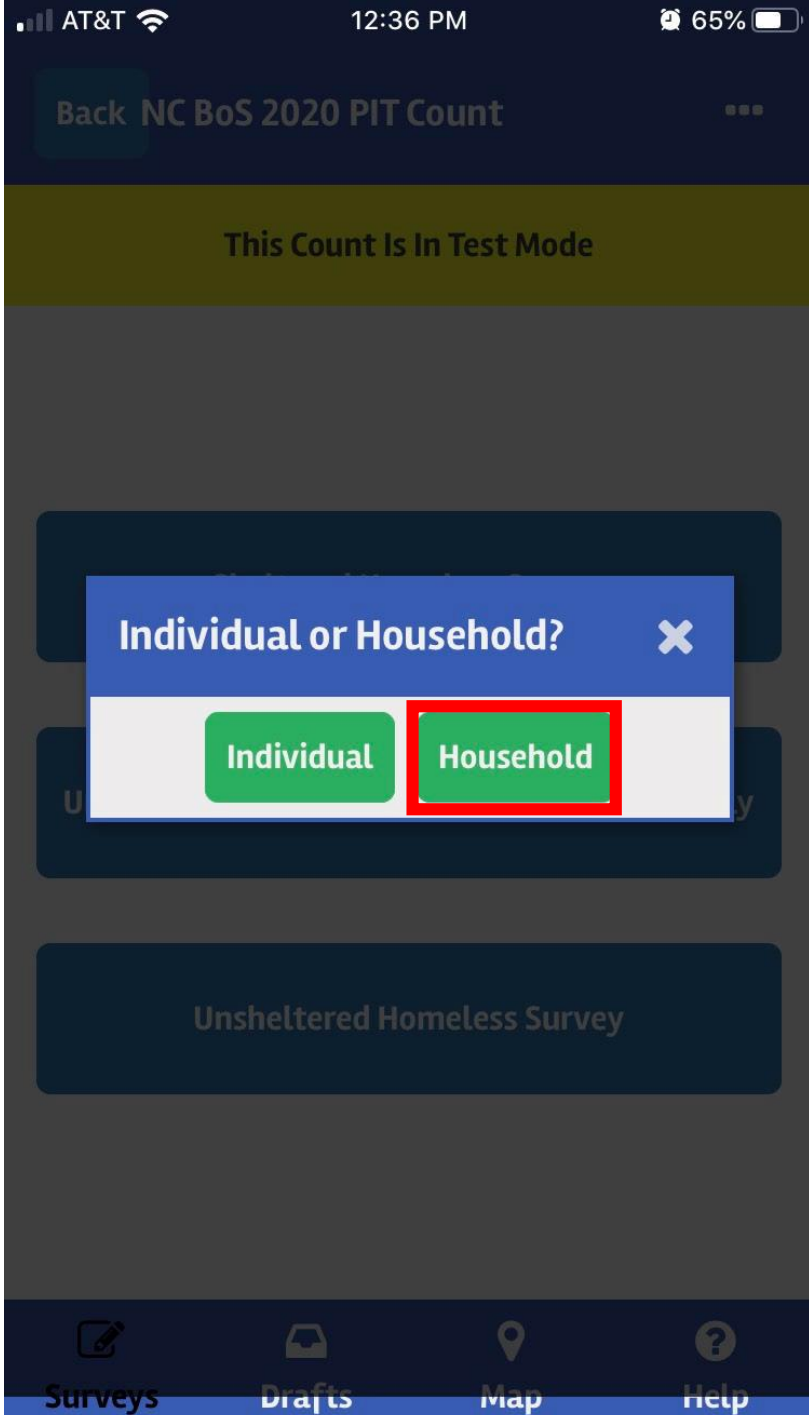 AT&T 12:36 PM 65%
Back NC BoS 2020 PIT Count
This Count Is In Test Mode
Individual or Household?
Individual Household
U y
Unsheltered Homeless Survey
Surveys Drafts Map Help